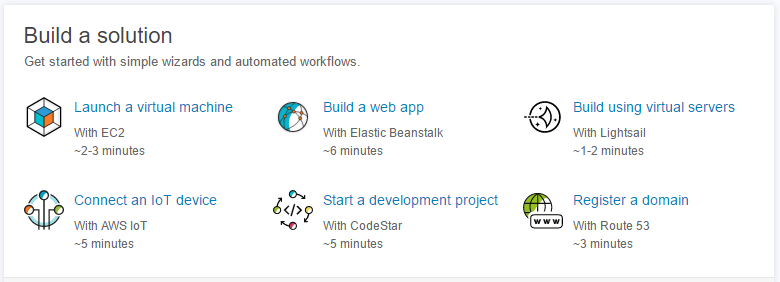 Build a solution
Get started with simple wizards and automated workflows.
Launch a virtual machine
With EC2
~2-3 minutes
Build a web app
With Elastic Beanstalk
~6 minutes
Build using virtual servers
With Lightsail
~1-2 minutes
Connect an IoT device
With AWS IoT
~5 minutes
</>
Start a development project
With CodeStar
~5 minutes
www
Register a domain
With Route 53
~3 minutes